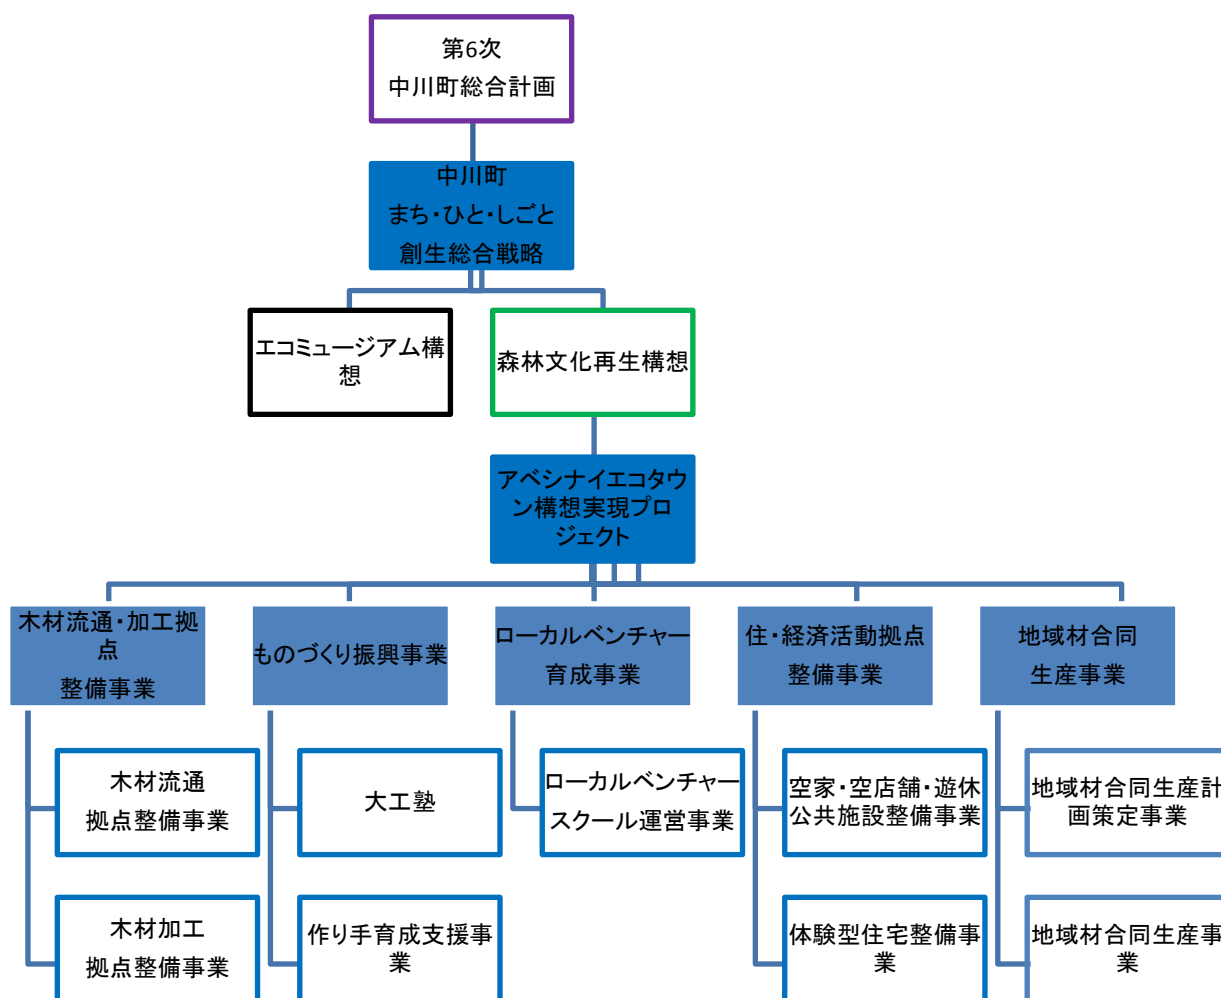 第6次
中川町総合計画
中川町
まち・ひと・しごと
創生総合戦略
エコミュージアム構
想
森林文化再生構想
アベシナイエコタウ
ン構想実現プロ
ジェクト
木材流通・加工拠
点
整備事業
ものづくり振興事業
ローカルベンチャー
育成事業
住・経済活動拠点
整備事業
地域材合同
生産事業
木材流通
拠点整備事業
大工塾
ローカルベンチャー
スクール運営事業
空家・空店舗・遊休
公共施設整備事業
地域材合同生産計
画策定事業
木材加工
拠点整備事業
作り手育成支援事
業
体験型住宅整備事
業
地域材合同生産事
業